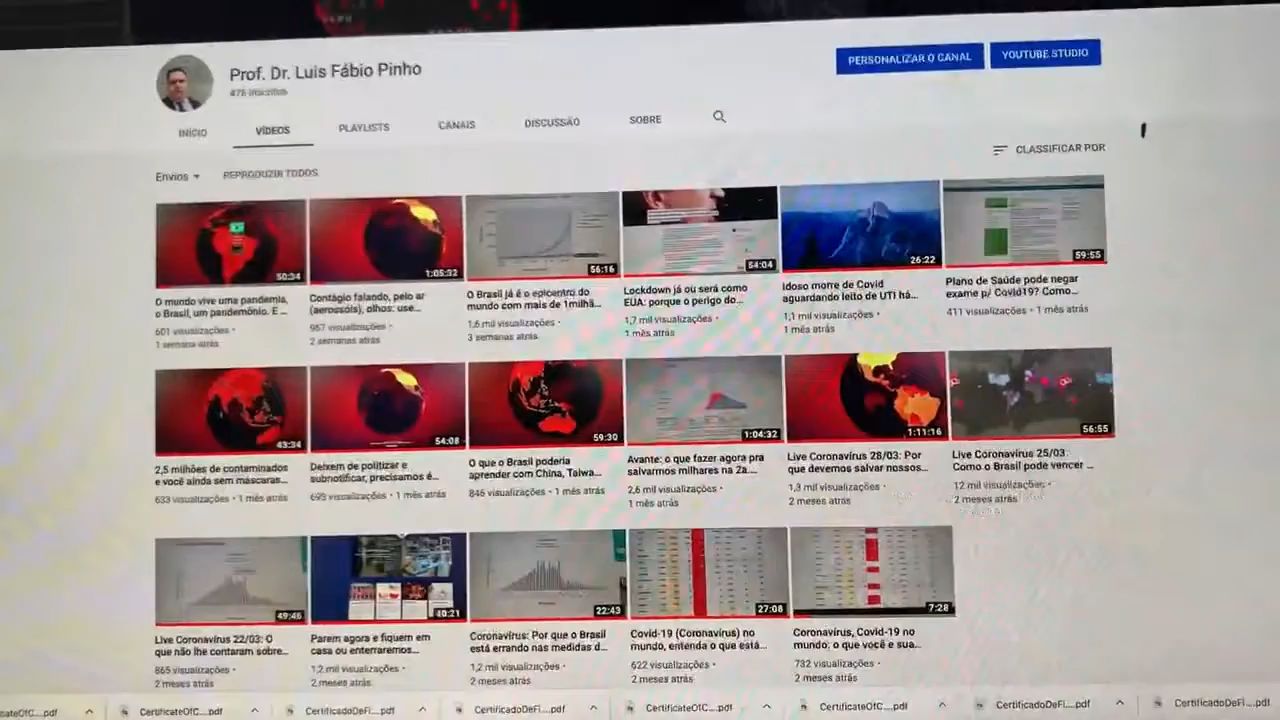 Prof. Dr. Luis Fábio Pinho
476 inscritos
PERSONALIZAR O CANAL
YOUTUBE STUDIO
INÍCIO
VÍDEOS
PLAYLISTS
CANAIS
DISCUSSÃO
SOBRE
Envios
REPRODUZIR TODOS
CLASSIFICAR POR
50:34
1:05:32
56:16
54:04
26:22
59:55
O mundo vive uma pandemia,
o Brasil, um pandemônio. E ...
601 visualizações •
1 semana atrás
Contágio falando, pelo ar
(aerossóis), olhos: use...
957 visualizações •
2 semanas atrás
O Brasil já é o epicentro do
mundo com mais de 1milhã...
1,6 mil visualizações •
3 semanas atrás
Lockdown já ou será como
EUA: porque o perigo do...
1,7 mil visualizações •
1 mês atrás
Idoso morre de Covid
aguardando leito de UTI há...
1,1 mil visualizações •
1 mês atrás
Plano de Saúde pode negar
exame p/ Covid19? Como...
411 visualizações • 1 mês atrás
43:34
54:08
59:30
1:04:32
1:11:16
56:55
2,5 milhões de contaminados
e você ainda sem máscaras...
633 visualizações • 1 mês atrás
Deixem de politizar e
subnotificar, precisamos é...
693 visualizações • 1 mês atrás
O que o Brasil poderia
aprender com China, Taiwa...
846 visualizações • 1 mês atrás
Avante: o que fazer agora pra
salvarmos milhares na 2a....
2,6 mil visualizações •
1 mês atrás
Live Coronavírus 28/03: Por
que devemos salvar nossos...
1,3 mil visualizações •
2 meses atrás
Live Coronavírus 25/03:
Como o Brasil pode vencer ...
12 mil visualizações •
2 meses atrás
49:46
40:21
22:43
27:08
7:28
Live Coronavírus 22/03: O
que não lhe contaram sobre...
865 visualizações •
2 meses atrás
Parem agora e fiquem em
casa ou enterraremos...
1,2 mil visualizações •
2 meses atrás
Coronavírus: Por que o Brasil
está errando nas medidas d...
1,2 mil visualizações •
2 meses atrás
Covid-19 (Coronavírus) no
mundo, entenda o que está...
622 visualizações •
2 meses atrás
Coronavírus, Covid-19 no
mundo: o que você e sua...
732 visualizações •
2 meses atrás
cateOfC....pdf
CertificateOfC....pdf
CertificadoDeFi....pdf
CertificadoDeFi....pdf
CertificateOfC....pdf
CertificateOfC....pdf
CertificadoDeFi....pdf
CertificadoDeFi....pdf